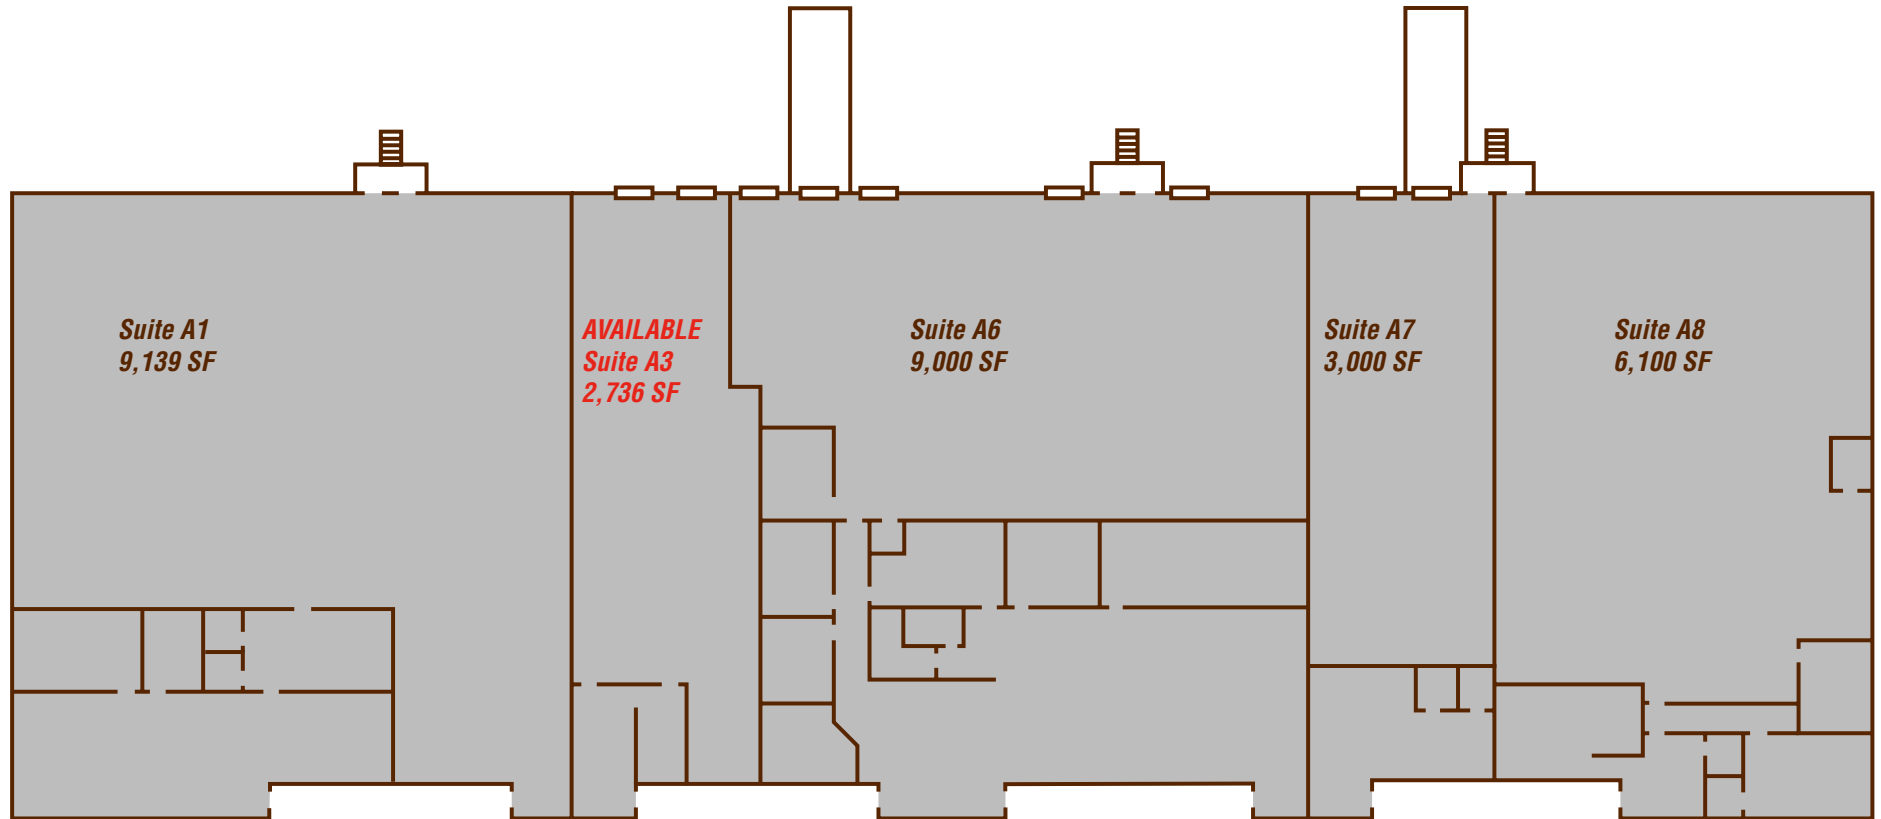 Suite A1
9,139 SF
AVAILABLE
Suite A3
2,736 SF
Suite A6
9,000 SF
Suite A7
3,000 SF
Suite A8
6,100 SF